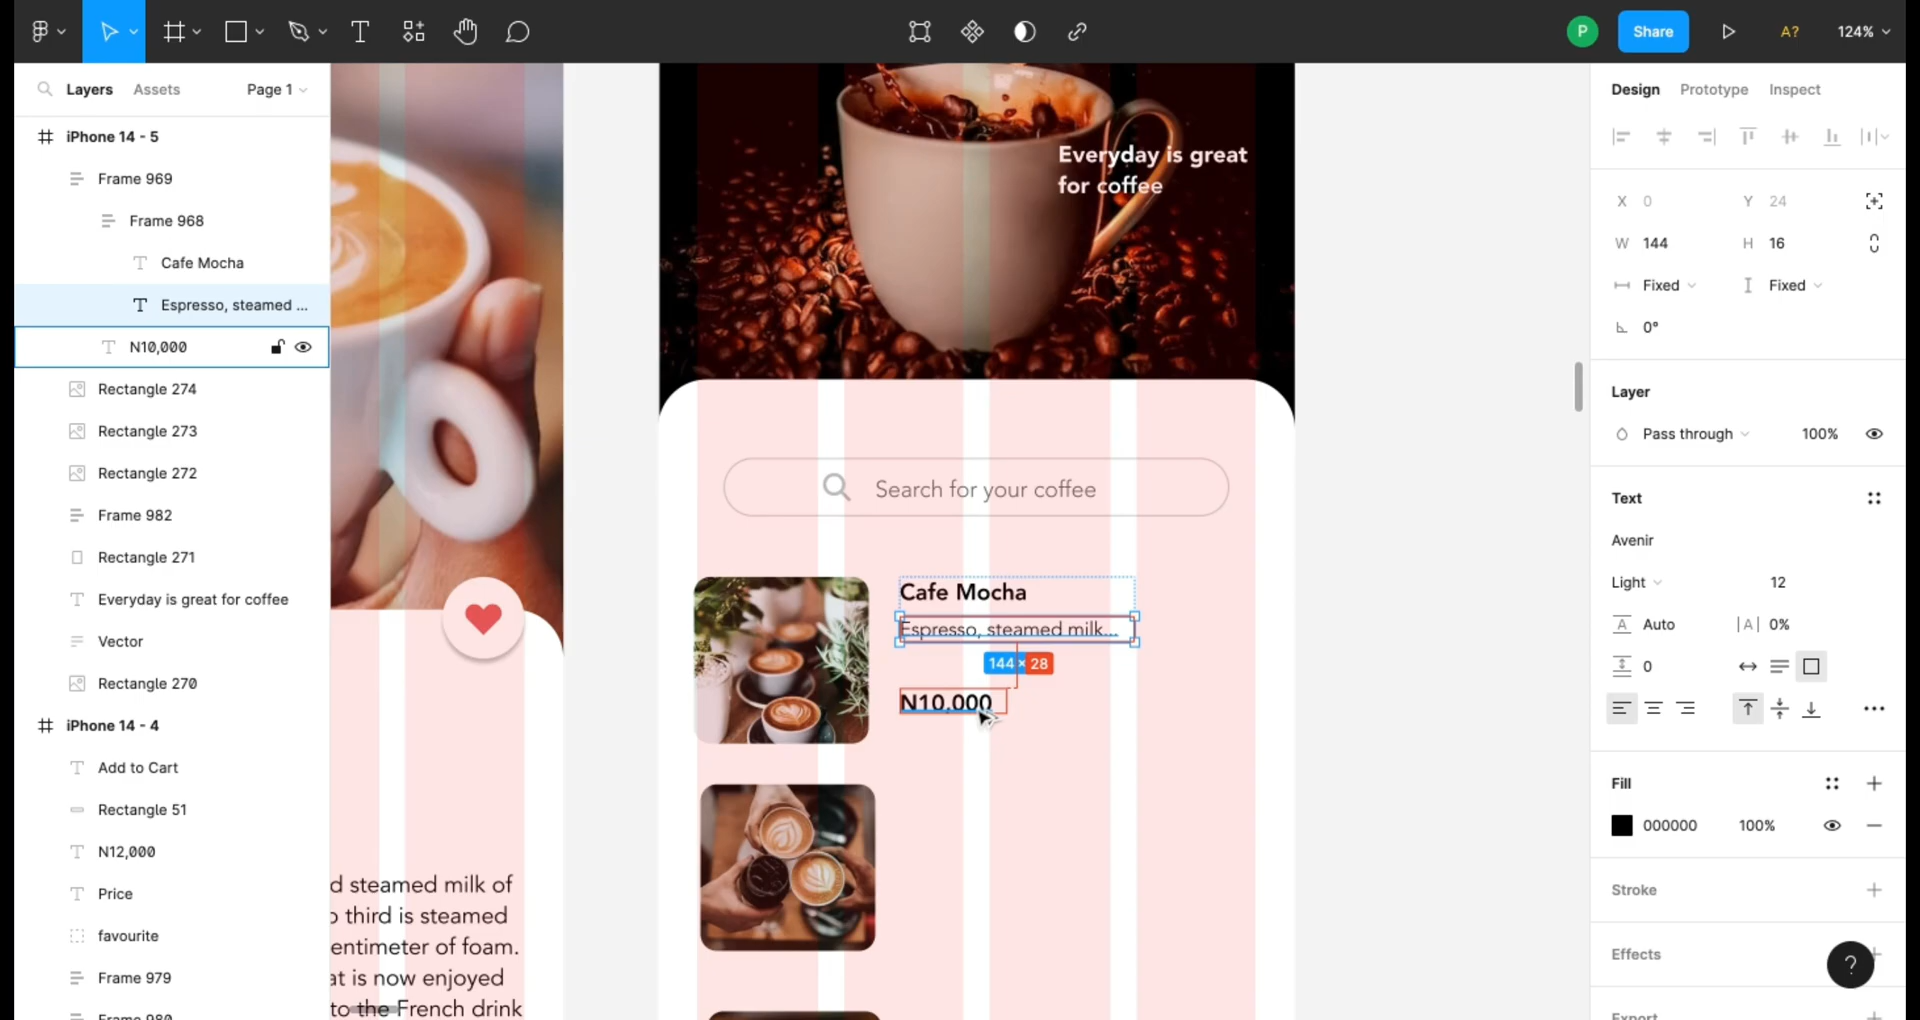 P
Share
A?
124%
Layers
Assets
Page 1
iPhone 14 - 5
Frame 969
Frame 968
Cafe Mocha
Espresso, steamed ...
N10,000
Rectangle 274
Rectangle 273
Rectangle 272
Frame 982
Rectangle 271
Everyday is great for coffee
Vector
Rectangle 270
iPhone 14 - 4
Add to Cart
Rectangle 51
N12,000
Price
favourite
Frame 979
Frame 980
d steamed milk of
third is steamed
entimeter of foam.
at is now enjoyed
to the French drink
Everyday is great
for coffee
Search for your coffee
Cafe Mocha
Espresso, steamed milk...
144 × 28
N10,000
Design
Prototype
Inspect
X 0
Y 24
W 144
H 16
Fixed
Fixed
0°
Layer
Pass through
100%
Text
Avenir
Light
12
A Auto
|A| 0%
0
Fill
000000
100%
Stroke
Effects
?
Export